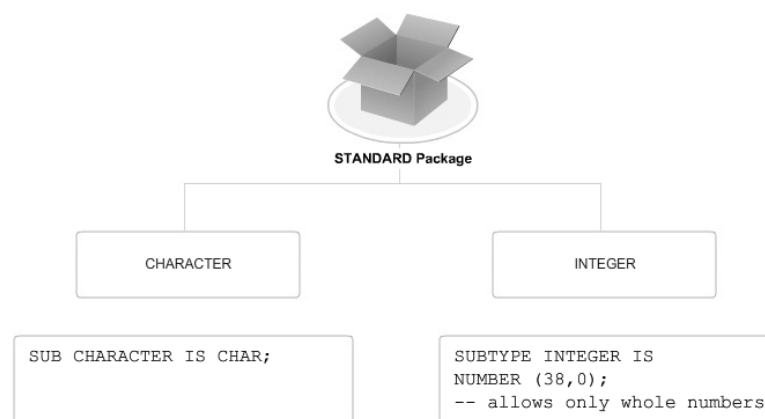 STANDARD Package
CHARACTER
INTEGER
SUB CHARACTER IS CHAR;
SUBTYPE INTEGER IS
NUMBER (38,0);
-- allows only whole numbers